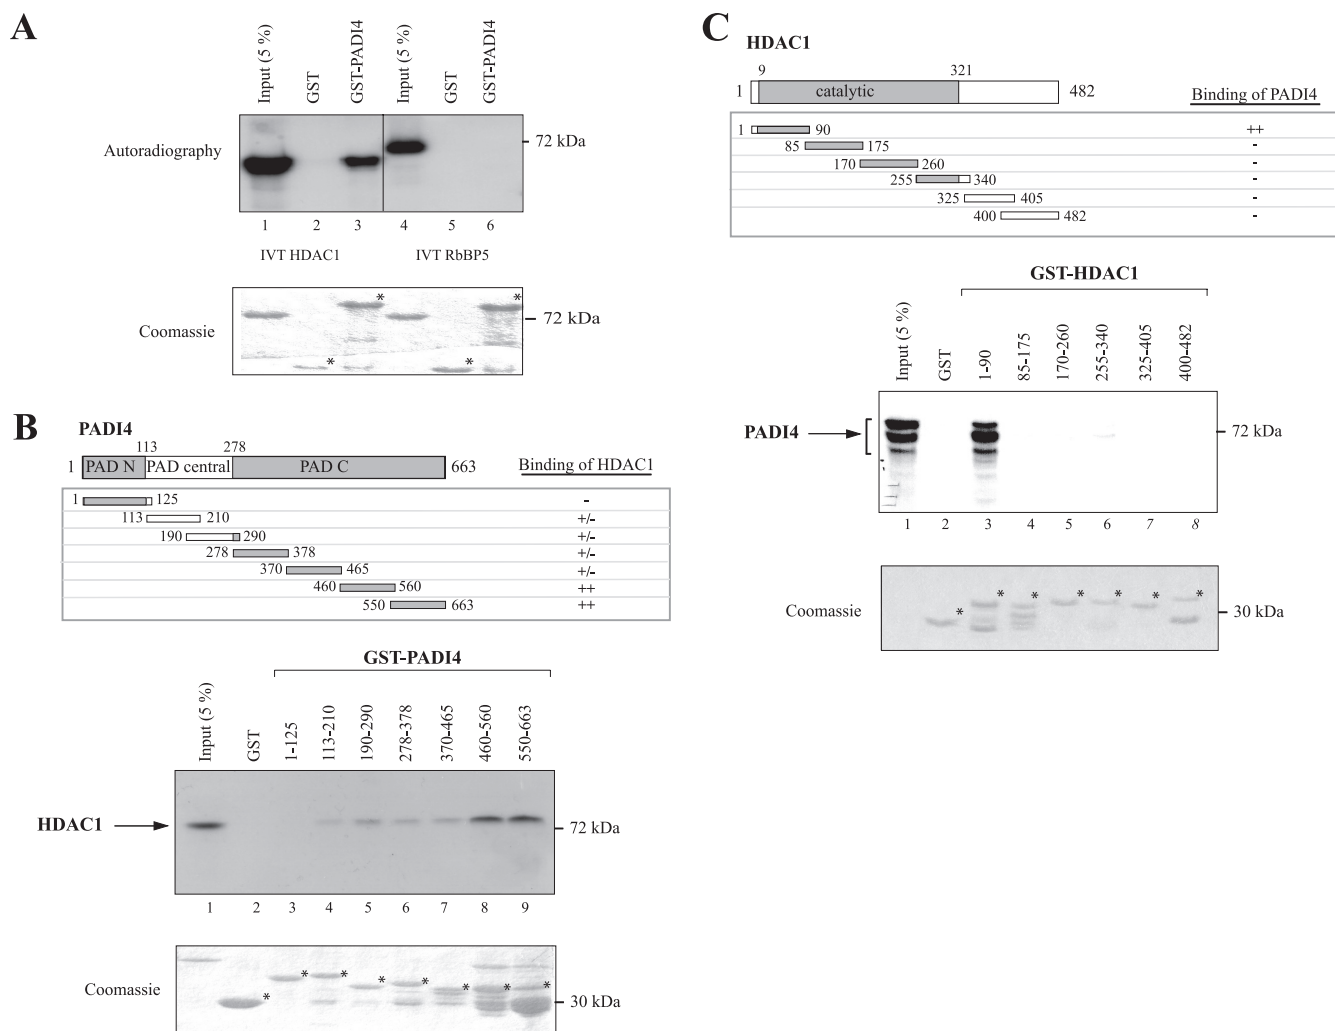 A
Input (5 %)
GST
GST-PADI4
Input (5 %)
GST
GST-PADI4
Autoradiography
72 kDa
1 2 3 4 5 6
IVT HDAC1 IVT RbBP5
Coomassie
* * * *
72 kDa
B
PADI4
113 278
1 PAD N PAD central PAD C 663
Binding of HDAC1
1 125 -
113 210 +/-
190 290 +/-
278 378 +/-
370 465 +/-
460 560 ++
550 663 ++
GST-PADI4
Input (5 %)
GST
1-125
113-210
190-290
278-378
370-465
460-560
550-663
HDAC1
72 kDa
1 2 3 4 5 6 7 8 9
Coomassie
* * * * * * * *
30 kDa
C
HDAC1
9 321
1 catalytic 482
Binding of PADI4
1 90 ++
85 175 -
170 260 -
255 340 -
325 405 -
400 482 -
GST-HDAC1
Input (5 %)
GST
1-90
85-175
170-260
255-340
325-405
400-482
PADI4
72 kDa
1 2 3 4 5 6 7 8
Coomassie
* * * * * * *
30 kDa